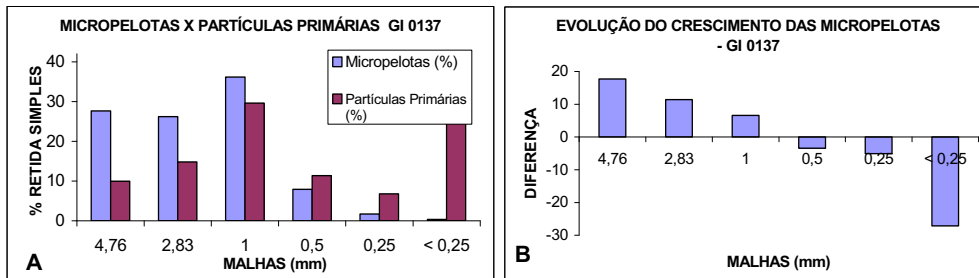 MICROPELOTAS X PARTÍCULAS PRIMÁRIAS GI 0137
% RETIDA SIMPLES
40
30
20
10
0
Micropelotas (%)
Partículas Primárias
(%)
4,76 2,83 1 0,5 0,25 < 0,25
MALHAS (mm)
A
EVOLUÇÃO DO CRESCIMENTO DAS MICROPELOTAS
- GI 0137
DIFERENÇA
20
10
0
-10
-20
-30
4,76 2,83 1 0,5 0,25 < 0,25
MALHAS (mm)
B